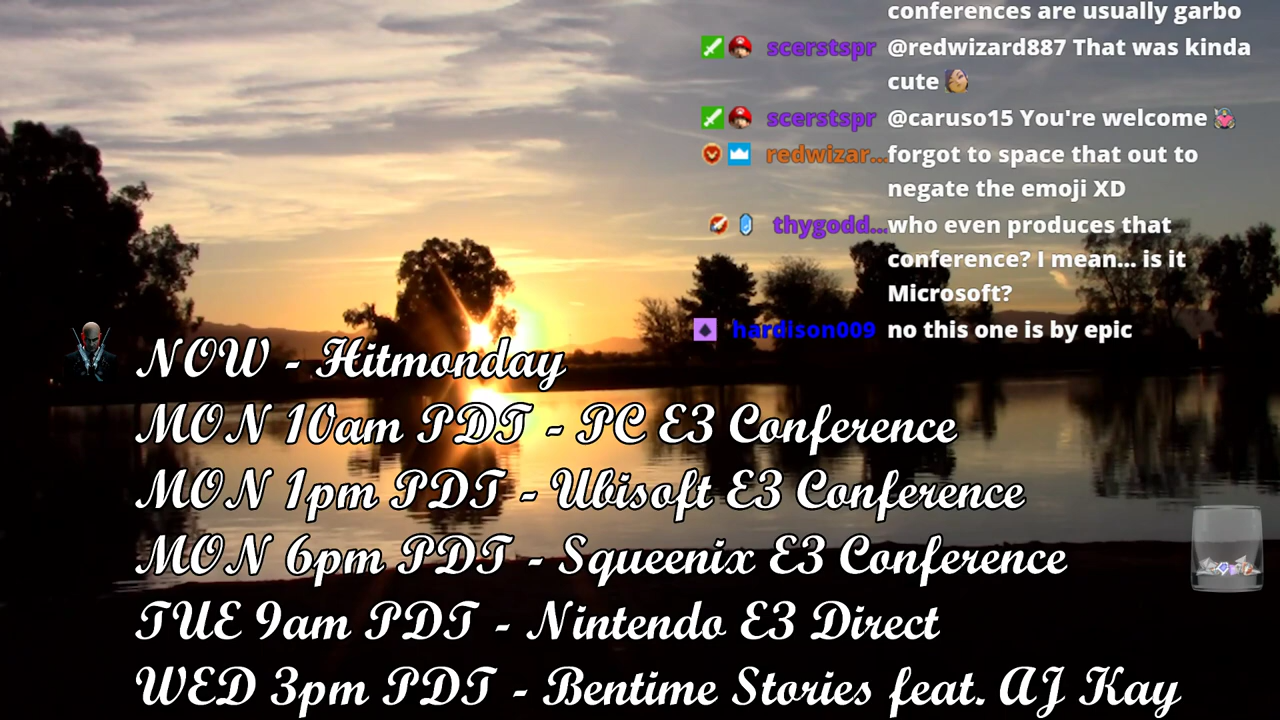 conferences are usually garbo
scerstspr @redwizard887 That was kinda
cute
scerstspr @caruso15 You're welcome
redwizar... forgot to space that out to
negate the emoji XD
thygodd... who even produces that
conference? I mean... is it
Microsoft?
hardison009 no this one is by epic
NOW - Hitmonday
MON 10am PDT - PC E3 Conference
MON 1pm PDT - Ubisoft E3 Conference
MON 6pm PDT - Squeenix E3 Conference
TUE 9am PDT - Nintendo E3 Direct
WED 3pm PDT - Bentime Stories feat. AJ Kay